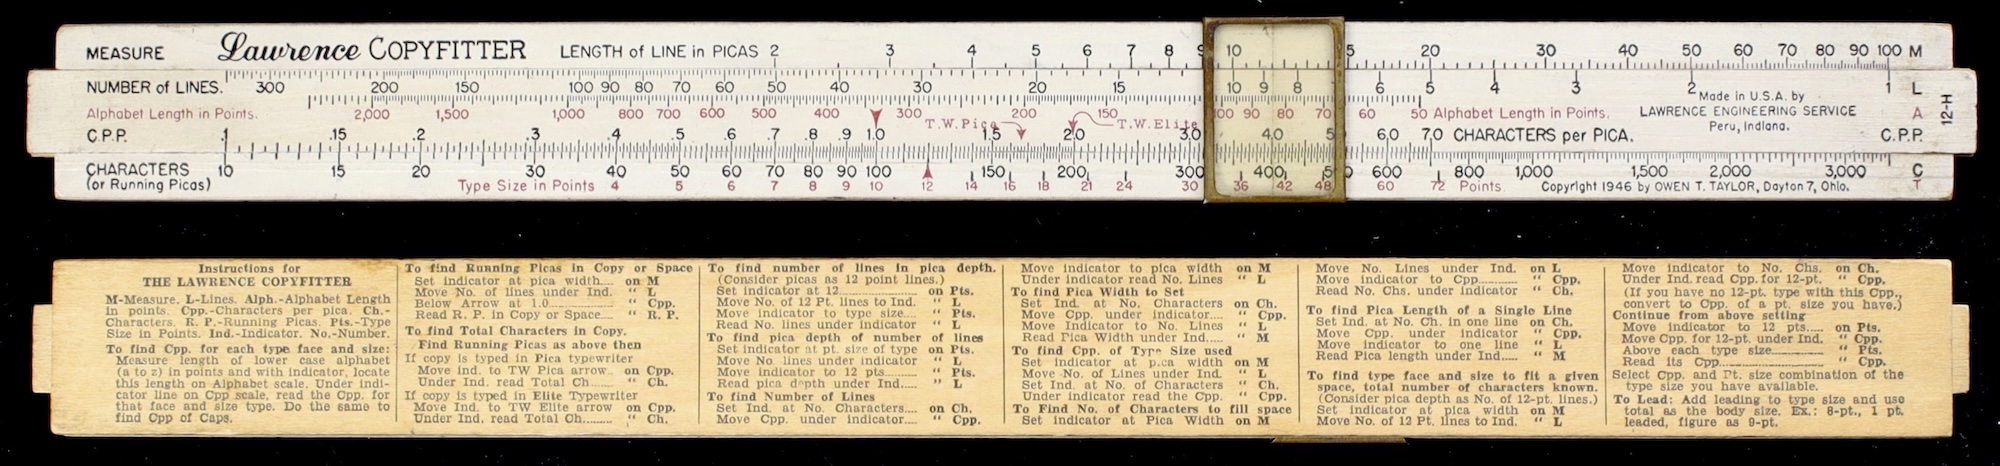 MEASURE Lawrence COPYFITTER LENGTH of LINE in PICAS 2 3 4 5 6 7 8 9 10 5 20 30 40 50 60 70 80 90 100 M
NUMBER of LINES. 300 200 150 100 90 80 70 60 50 40 30 20 15 10 9 8 6 5 4 3 2 1 L
Made in U.S.A. by
Alphabet Length in Points. 2,000 1,500 1,000 800 700 600 500 400 300 200 150 100 90 80 70 60 50 Alphabet Length in Points. LAWRENCE ENGINEERING SERVICE A
T.W. Pica T.W. Elite Peru, Indiana.
12-H
C.P.P. .1 .15 .2 .3 .4 .5 .6 .7 .8 .9 1.0 1.5 2.0 3.0 4.0 5 6.0 7.0 CHARACTERS per PICA. C.P.P.
CHARACTERS 10 15 20 30 40 50 60 70 80 90 100 150 200 300 400 5 600 800 1,000 1,500 2,000 3,000 C
(or Running Picas) Type Size in Points 4 5 6 7 8 9 10 12 14 16 18 21 24 30 36 42 48 60 72 Points Copyright 1946 by OWEN T. TAYLOR, Dayton 7, Ohio. T
Instructions for
THE LAWRENCE COPYFITTER
M-Measure. L-Lines. Alph.-Alphabet Length
in points. Cpp.-Characters per pica. Ch.-
Characters. R. P.-Running Picas. Pts.-Type
Size in Points. Ind.-Indicator. No.-Number.
To find Cpp. for each type face and size:
Measure length of lower case alphabet
(a to z) in points and with indicator, locate
this length on Alphabet scale. Under indi-
cator line on Cpp scale, read the Cpp. for
that face and size type. Do the same to
find Cpp of Caps.
To find Running Picas in Copy or Space
Set indicator at pica width.... on M
Move No. of lines under Ind. " L
Below Arrow at 1.0.................. " Cpp.
Read R. P. in Copy or Space.... " R. P.
To find Total Characters in Copy.
Find Running Picas as above then
If copy is typed in Pica typewriter
Move ind. to TW Pica arrow.. on Cpp.
Under Ind. read Total Ch...... " Ch.
If copy is typed in Elite Typewriter
Move Ind. to TW Elite arrow on Cpp.
Under Ind. read Total Ch........ " Ch.
To find number of lines in pica depth.
(Consider picas as 12 point lines.)
Set indicator at 12.................. on Pts.
Move No. of 12 Pt. lines to Ind. " L
Move indicator to type size.... " Pts.
Read No. lines under indicator " L
To find pica depth of number of lines
Set indicator at pt. size of type on Pts.
Move No. lines under indicator " L
Move indicator to 12 pts......... " Pts.
Read pica depth under Ind..... " L
To find Number of Lines
Set Ind. at No. Characters.... on Ch.
Move Cpp. under indicator.... " Cpp.
Move indicator to pica width on M
Under indicator read No. Lines " L
To find Pica Width to Set
Set Ind. at No. Characters on Ch.
Move Cpp. under indicator.... " Cpp.
Move Indicator to No. Lines " L
Read Pica Width under Ind..... " M
To find Cpp. of Type Size used
Set indicator at pica width on M
Move No. of Lines under Ind. " L
Set Ind. at No. of Characters " Ch.
Under indicator read the Cpp. " Cpp.
To Find No. of Characters to fill space
Set indicator at Pica Width on M
Move No. Lines under Ind. on L
Move indicator to Cpp........... " Cpp.
Read No. Chs. under indicator " Ch.
To find Pica Length of a Single Line
Set Ind. at No. Ch. in one line on Ch.
Move Cpp. under indicator " Cpp.
Move indicator to one line " L
Read Pica length under Ind..... " M
To find type face and size to fit a given
space, total number of characters known.
(Consider pica depth as No. of 12-pt. lines.)
Set indicator at pica width on M
Move No. of 12 Pt. lines to Ind. " L
Move indicator to No. Chs. on Ch.
Under Ind. read Cpp. for 12-pt. " Cpp.
(If you have no 12-pt. type with this Cpp.,
convert to Cpp. of a pt. size you have.)
Continue from above setting
Move indicator to 12 pts..... on Pts.
Move Cpp. for 12-pt. under Ind. " Cpp.
Above each type size.............. " Pts.
Read its Cpp........................ " Cpp.
Select Cpp. and Pt. size combination of the
type size you have available.
To Lead: Add leading to type size and use
total as the body size. Ex.: 8-pt., 1 pt.
leaded, figure as 9-pt.